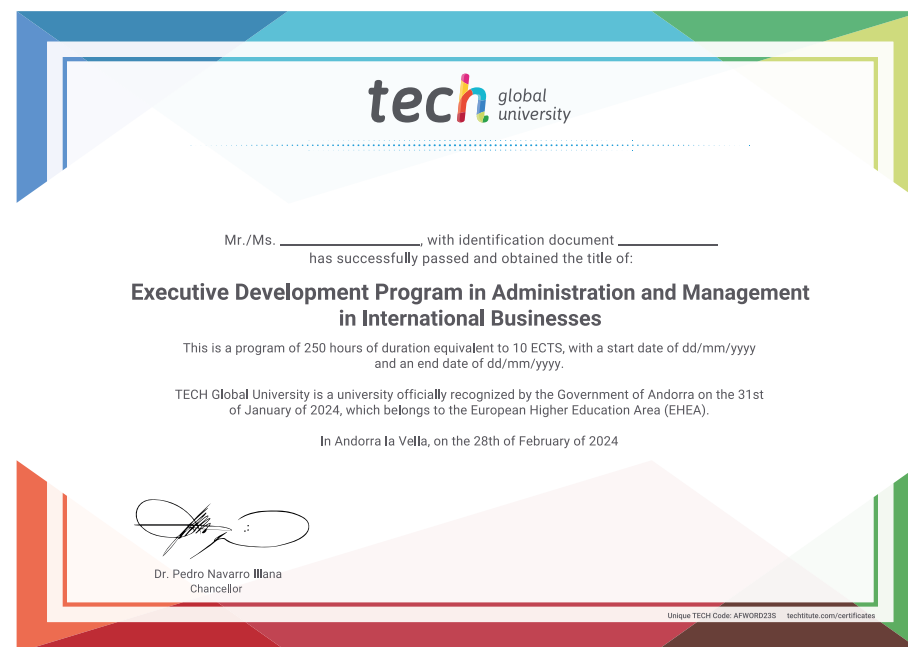 tech global university
Mr./Ms. ____________________, with identification document ______________
has successfully passed and obtained the title of:
Executive Development Program in Administration and Management
in International Businesses
This is a program of 250 hours of duration equivalent to 10 ECTS, with a start date of dd/mm/yyyy
and an end date of dd/mm/yyyy.
TECH Global University is a university officially recognized by the Government of Andorra on the 31st
of January of 2024, which belongs to the European Higher Education Area (EHEA).
In Andorra la Vella, on the 28th of February of 2024
Dr. Pedro Navarro Illana
Chancellor
Unique TECH Code: AFWORD23S techtitute.com/certificates